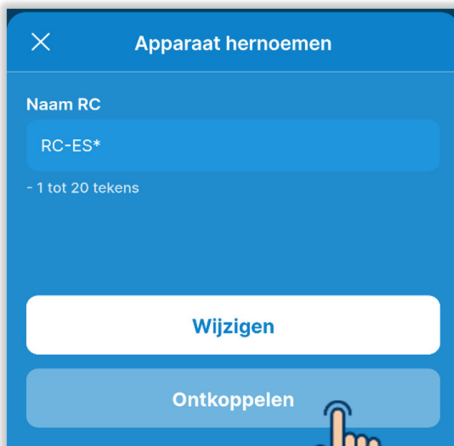 Apparaat hernoemen
Naam RC
RC-ES*
- 1 tot 20 tekens
Wijzigen
Ontkoppelen